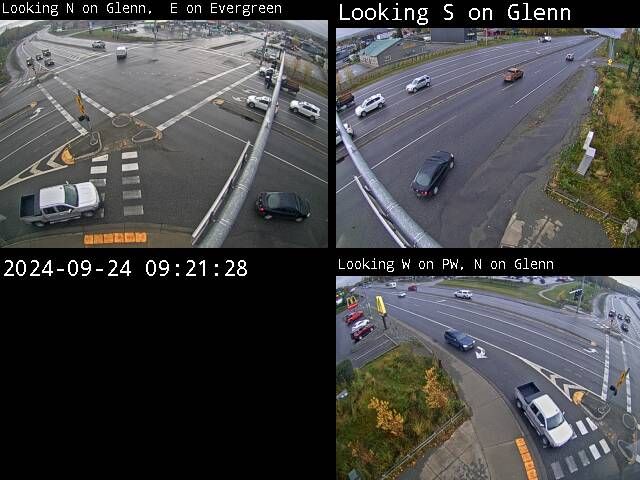 Looking N on Glenn,  E on Evergreen
Looking S on Glenn
2024-09-24 09:21:28
Looking W on PW, N on Glenn